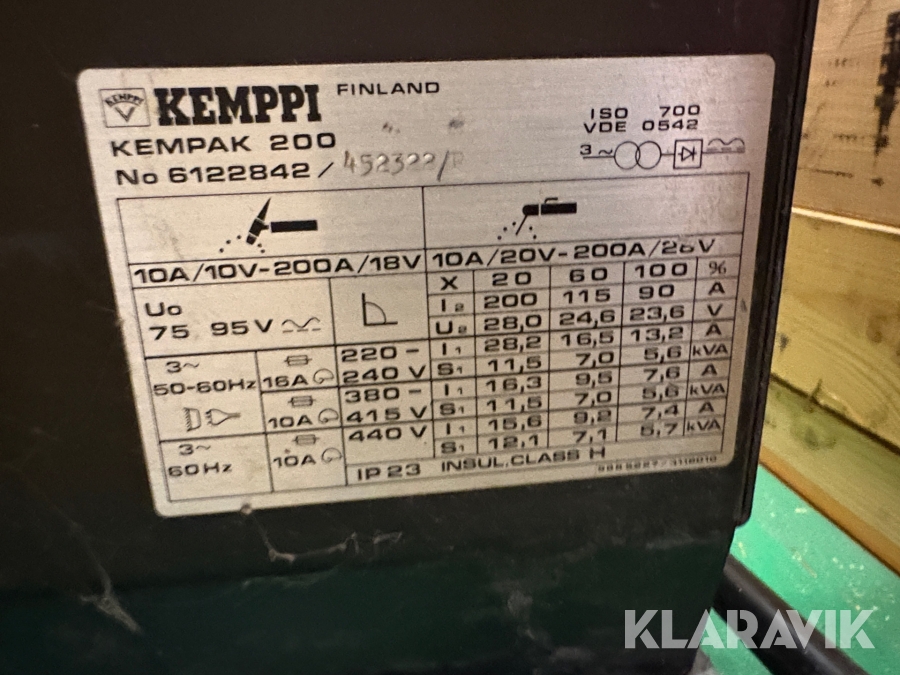 KEMPPI
KEMPPI FINLAND
KEMPAK 200
No 6122842 / 452322/P
ISO 700
VDE 0542
3~
10A/10V-200A/18V
10A/20V-200A/28V
Uo
75 95V
X 20 60 100 %
I2 200 115 90 A
U2 28,0 24,6 23,6 V
3~
50-60Hz
16A
220-
240 V
I1 28,2 16,5 13,2 A
S1 11,5 7,0 5,6 kVA
10A
380-
415 V
I1 16,3 9,5 7,6 A
S1 11,5 7,0 5,6 kVA
3~
60Hz
10A
440 V
I1 15,6 9,2 7,4 A
S1 12,1 7,1 5,7 kVA
IP 23 INSUL.CLASS H
KLARAVIK